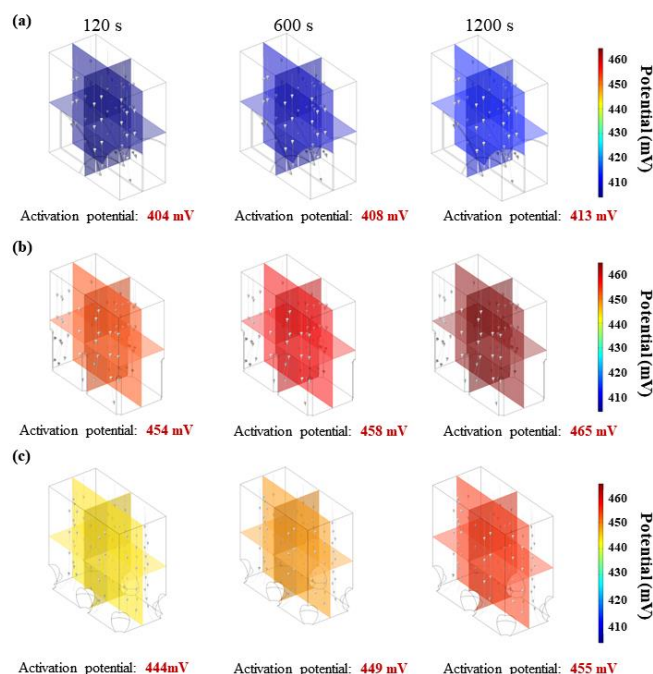 (a)
120 s 600 s 1200 s
460
450
440
430
420
410
Potential (mV)
Activation potential: 404 mV Activation potential: 408 mV Activation potential: 413 mV
(b)
460
450
440
430
420
410
Potential (mV)
Activation potential: 454 mV Activation potential: 458 mV Activation potential: 465 mV
(c)
460
450
440
430
420
410
Potential (mV)
Activation potential: 444mV Activation potential: 449 mV Activation potential: 455 mV